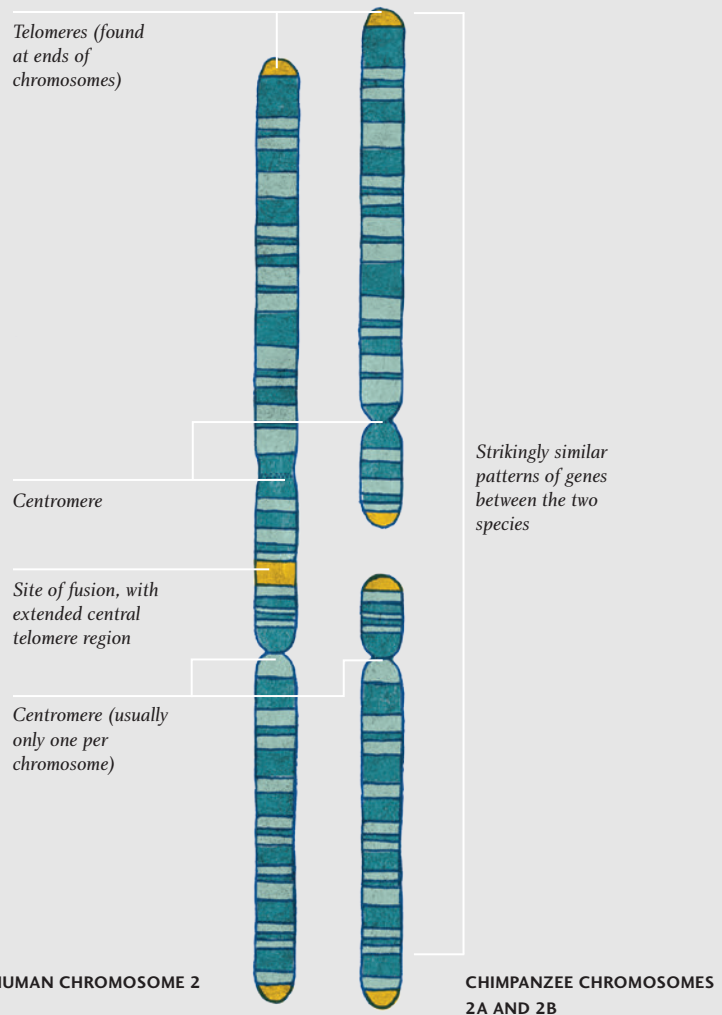 Telomeres (found
at ends of
chromosomes)
Centromere
Strikingly similar
patterns of genes
between the two
species
Site of fusion, with
extended central
telomere region
Centromere (usually
only one per
chromosome)
HUMAN CHROMOSOME 2
CHIMPANZEE CHROMOSOMES
2A AND 2B